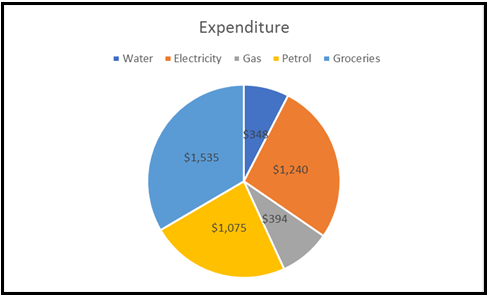 Expenditure
Water Electricity Gas Petrol Groceries
$348
$1,535
$1,240
$394
$1,075